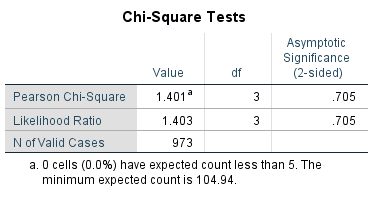 Chi-Square Tests
Value df Asymptotic Significance (2-sided)
Pearson Chi-Square 1.401a 3 .705
Likelihood Ratio 1.403 3 .705
N of Valid Cases 973
a. 0 cells (0.0%) have expected count less than 5. The
minimum expected count is 104.94.